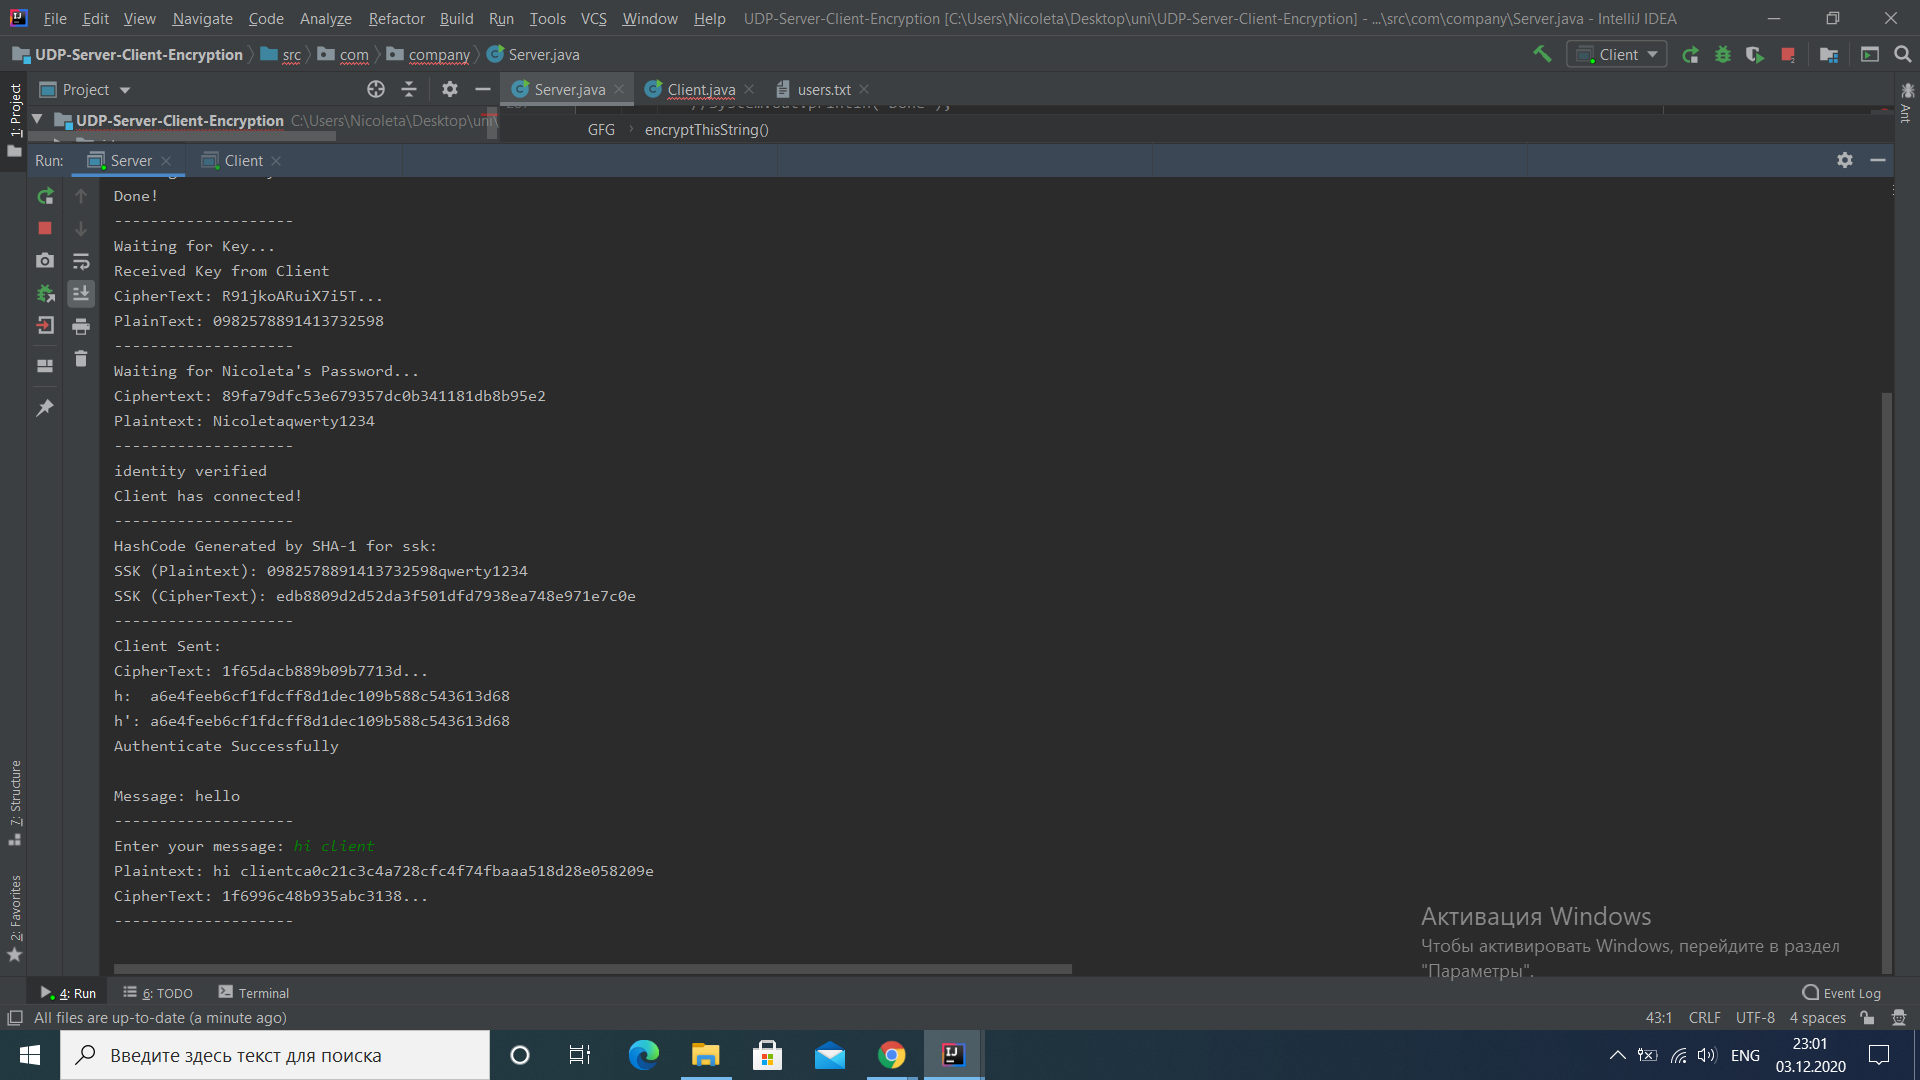 File Edit View Navigate Code Analyze Refactor Build Run Tools VCS Window Help UDP-Server-Client-Encryption [C:\Users\Nicoleta\Desktop\uni\UDP-Server-Client-Encryption] - ...\src\com\company\Server.java - IntelliJ IDEA
UDP-Server-Client-Encryption src com company Server.java Client
1: Project
Project Server.java Client.java users.txt
Ant
UDP-Server-Client-Encryption C:\Users\Nicoleta\Desktop\uni\
GFG encryptThisString()
Run: Server Client
Done!
--------------------
Waiting for Key...
Received Key from Client
CipherText: R91jkoARuiX7i5T...
PlainText: 0982578891413732598
--------------------
Waiting for Nicoleta's Password...
Ciphertext: 89fa79dfc53e679357dc0b341181db8b95e2
Plaintext: Nicoletaqwerty1234
--------------------
identity verified
Client has connected!
--------------------
HashCode Generated by SHA-1 for ssk:
SSK (Plaintext): 0982578891413732598qwerty1234
SSK (CipherText): edb8809d2d52da3f501dfd7938ea748e971e7c0e
--------------------
Client Sent:
CipherText: 1f65dacb889b09b7713d...
h:  a6e4feeb6cf1fdcff8d1dec109b588c543613d68
h': a6e4feeb6cf1fdcff8d1dec109b588c543613d68
Authenticate Successfully
Message: hello
--------------------
Enter your message: hi client
Plaintext: hi clientca0c21c3c4a728cfc4f74fbaaa518d28e058209e
CipherText: 1f6996c48b935abc3138...
--------------------
7: Structure
2: Favorites
Активация Windows
Чтобы активировать Windows, перейдите в раздел
"Параметры".
4: Run 6: TODO Terminal Event Log
All files are up-to-date (a minute ago) 43:1 CRLF UTF-8 4 spaces
Введите здесь текст для поиска ENG 23:01
03.12.2020